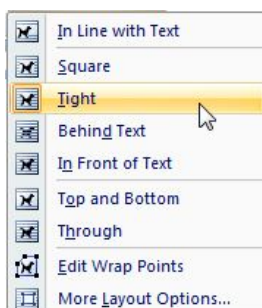 In Line with Text
Square
Tight
Behind Text
In Front of Text
Top and Bottom
Through
Edit Wrap Points
More Layout Options...